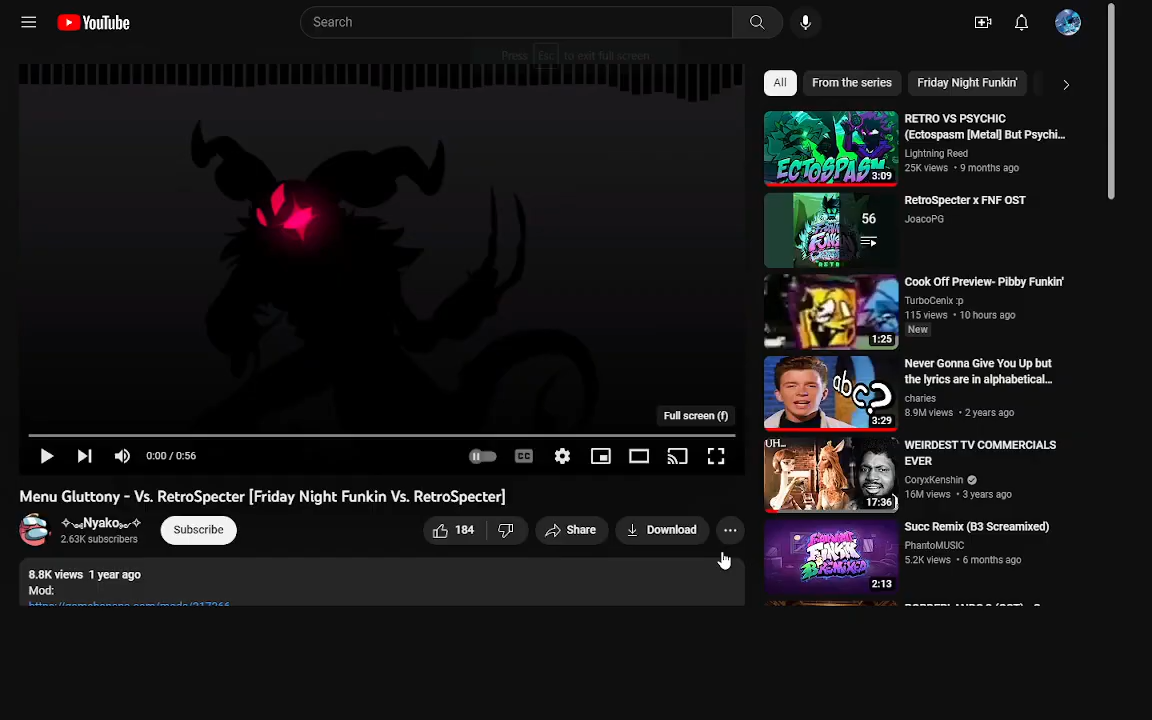 YouTube
Search
Press Esc to exit full screen
All
From the series
Friday Night Funkin'
RETRO VS PSYCHIC
(Ectospasm [Metal] But Psychi...
Lightning Reed
25K views • 9 months ago
ECTOSPASM
3:09
RetroSpecter x FNF OST
JoacoPG
56
Cook Off Preview- Pibby Funkin'
TurboCenix :p
115 views • 10 hours ago
New
1:25
Never Gonna Give You Up but
the lyrics are in alphabetical...
charies
8.9M views • 2 years ago
abc?
3:29
WEIRDEST TV COMMERCIALS
EVER
CoryxKenshin
16M views • 3 years ago
UH...
17:36
Succ Remix (B3 Screamixed)
PhantoMUSIC
5.2K views • 6 months ago
2:13
Full screen (f)
0:00 / 0:56
CC
Menu Gluttony - Vs. RetroSpecter [Friday Night Funkin Vs. RetroSpecter]
Nyako
2.63K subscribers
Subscribe
184
Share
Download
8.8K views 1 year ago
Mod: